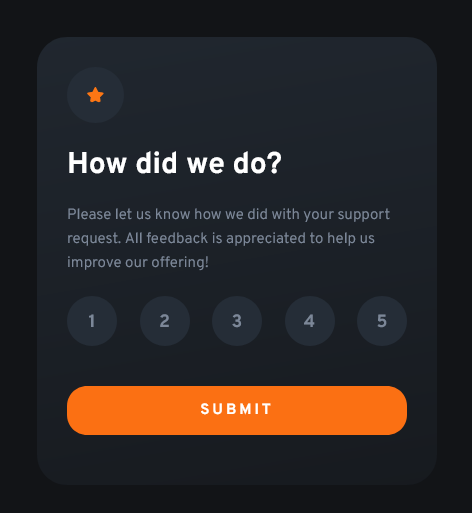 How did we do?
Please let us know how we did with your support
request. All feedback is appreciated to help us
improve our offering!
1 2 3 4 5
SUBMIT